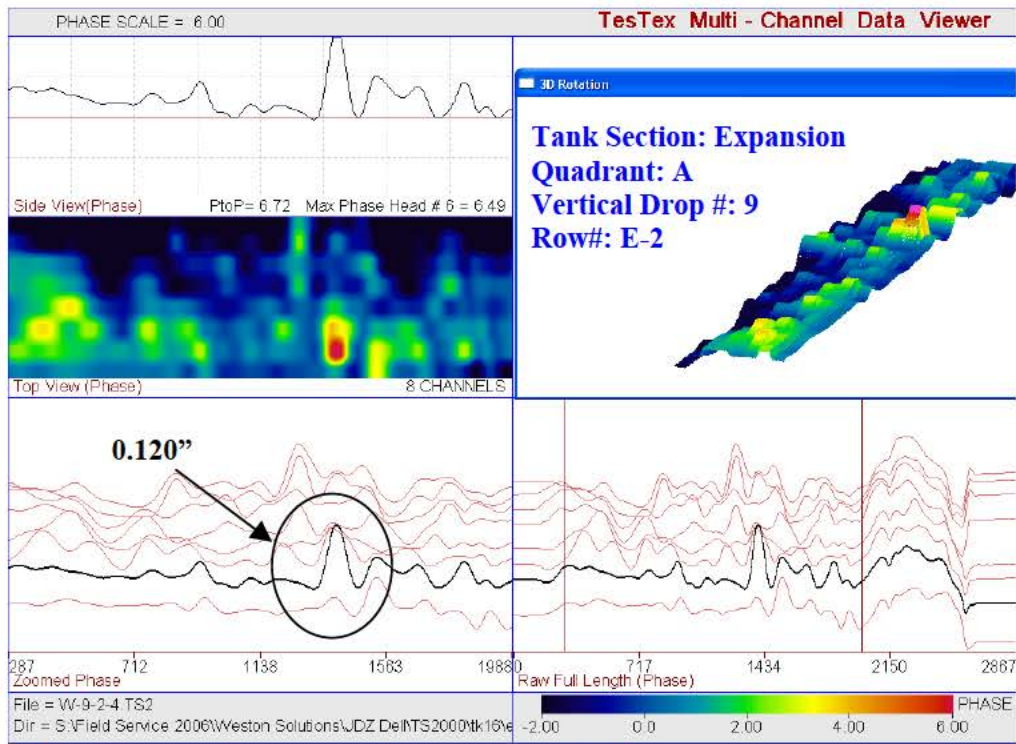 PHASE SCALE = 6.00
TesTex Multi - Channel Data Viewer
3D Rotation
Tank Section: Expansion
Quadrant: A
Vertical Drop #: 9
Row#: E-2
Side View(Phase) PtoP= 6.72 Max Phase Head # 6 = 6.49
Top View (Phase) 8 CHANNELS
0.120”
287 712 1138 1563 1988
Zoomed Phase
0 717 1434 2150 2867
Raw Full Length (Phase)
File = W-9-2-4.TS2
Dir = S:\Field Service 2006\Weston Solutions\JDZ Del\TS2000\tk16\e
PHASE
-2.00 0.0 2.00 4.00 6.00